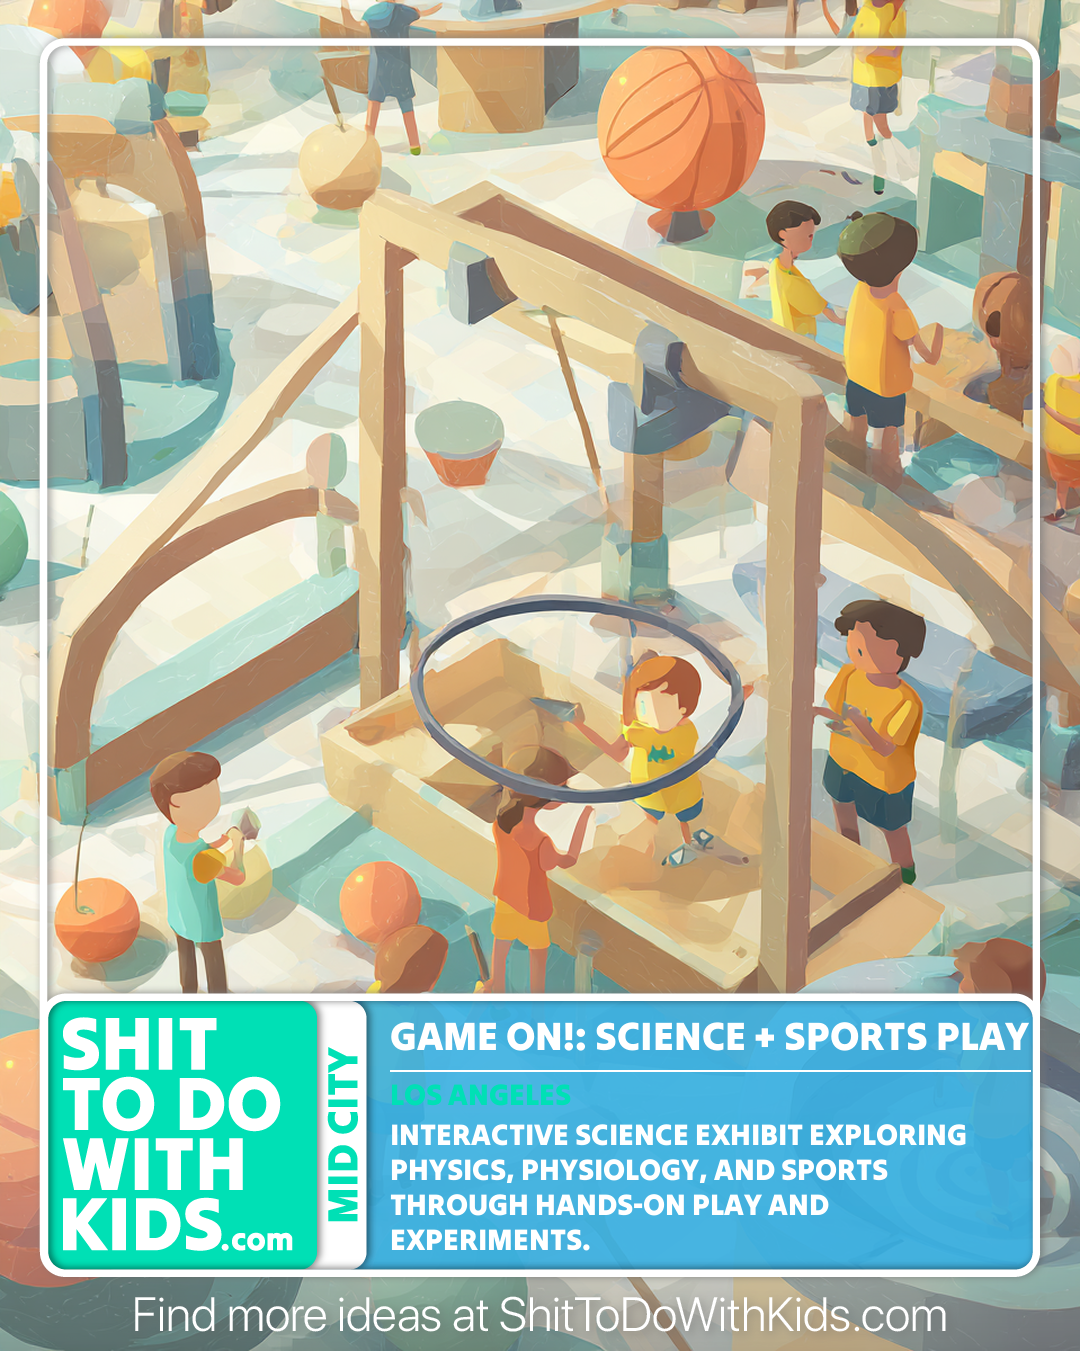 SHIT
TO DO
WITH
KIDS.com
MID CITY
GAME ON!: SCIENCE + SPORTS PLAY
LOS ANGELES
INTERACTIVE SCIENCE EXHIBIT EXPLORING
PHYSICS, PHYSIOLOGY, AND SPORTS
THROUGH HANDS-ON PLAY AND
EXPERIMENTS.
Find more ideas at ShitToDoWithKids.com